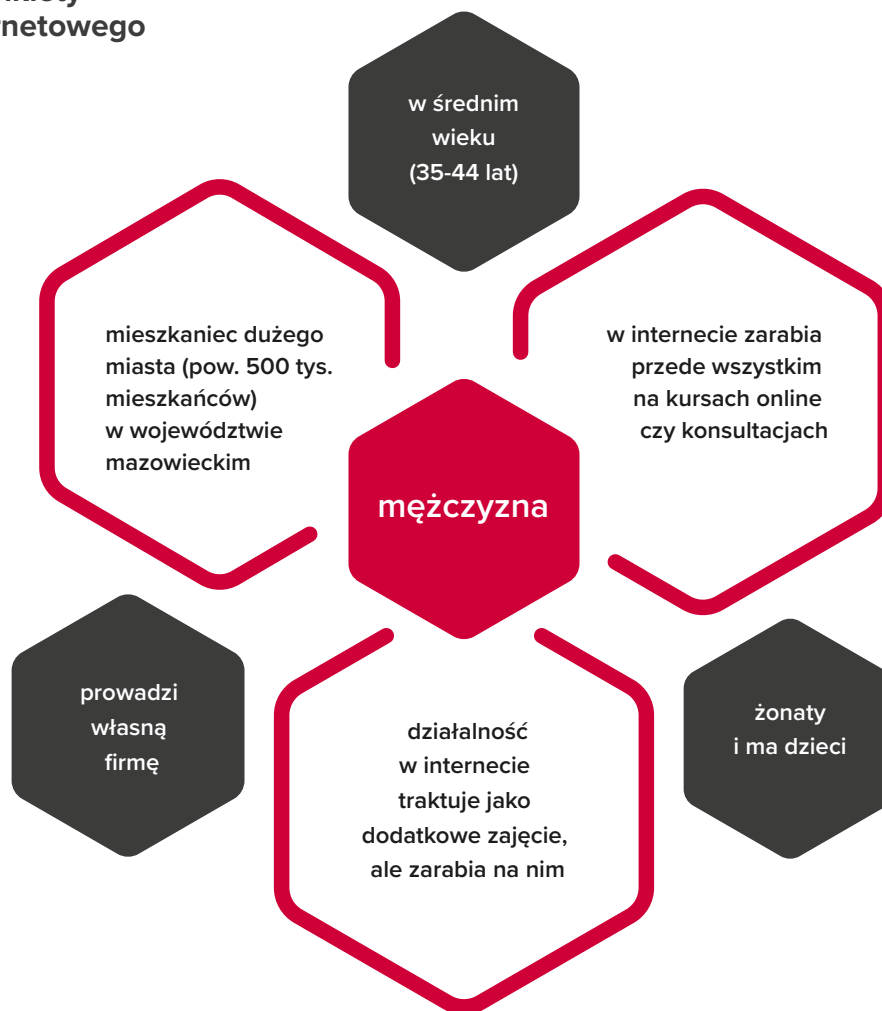 rnetowego
w średnim
wieku
(35-44 lat)
mieszkaniec dużego
miasta (pow. 500 tys.
mieszkańców)
w województwie
mazowieckim
w internecie zarabia
przede wszystkim
na kursach online
czy konsultacjach
mężczyzna
prowadzi
własną
firmę
działalność
w internecie
traktuje jako
dodatkowe zajęcie,
ale zarabia na nim
żonaty
i ma dzieci